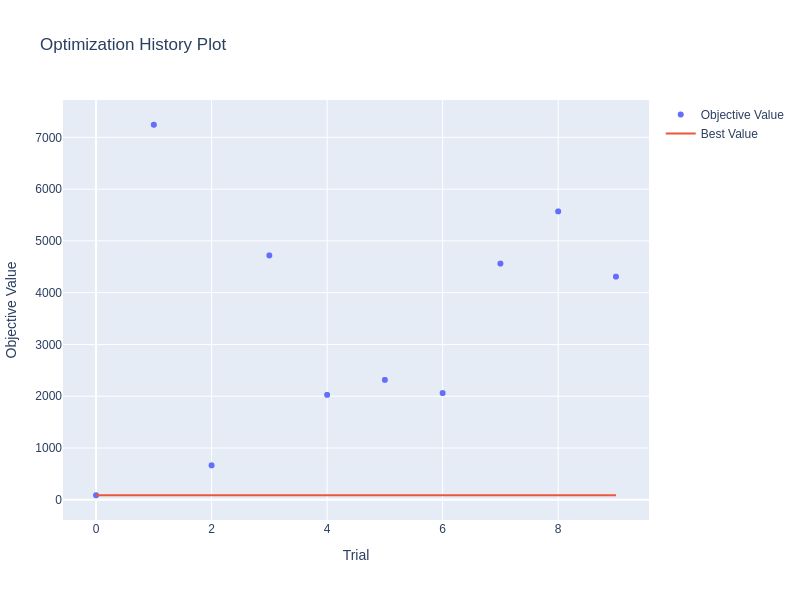 Optimization History Plot
Objective Value
Best Value
7000
6000
5000
4000
3000
2000
1000
0
Objective Value
0 2 4 6 8
Trial